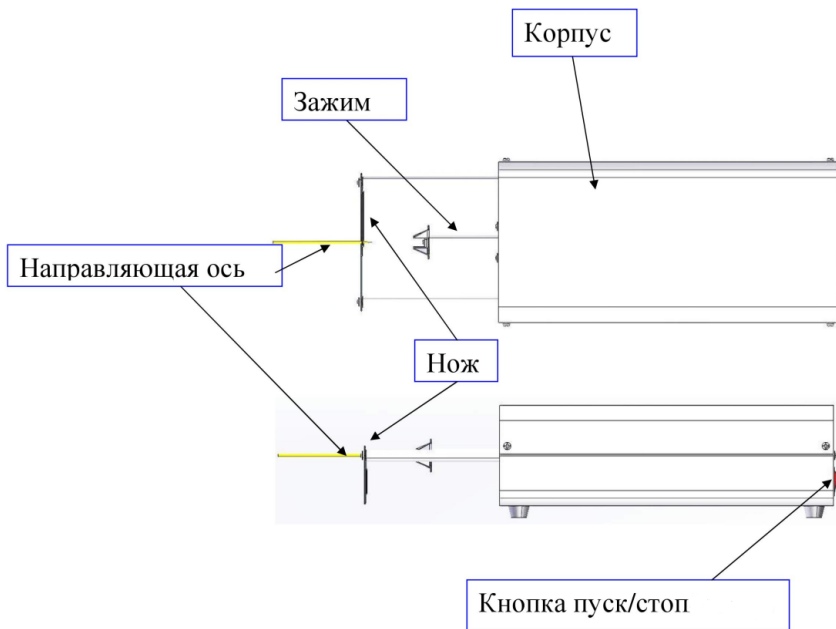 Корпус
Зажим
Направляющая ось
Нож
Кнопка пуск/стоп